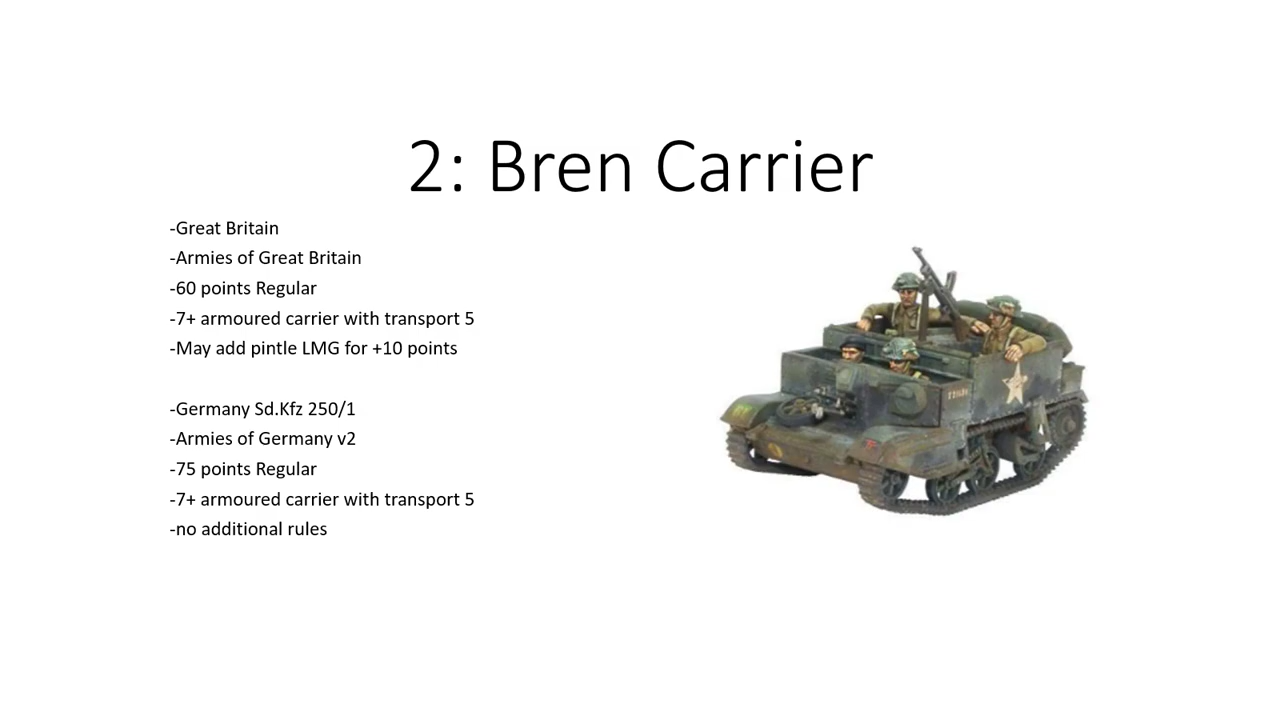 2: Bren Carrier
-Great Britain
-Armies of Great Britain
-60 points Regular
-7+ armoured carrier with transport 5
-May add pintle LMG for +10 points
-Germany Sd.Kfz 250/1
-Armies of Germany v2
-75 points Regular
-7+ armoured carrier with transport 5
-no additional rules